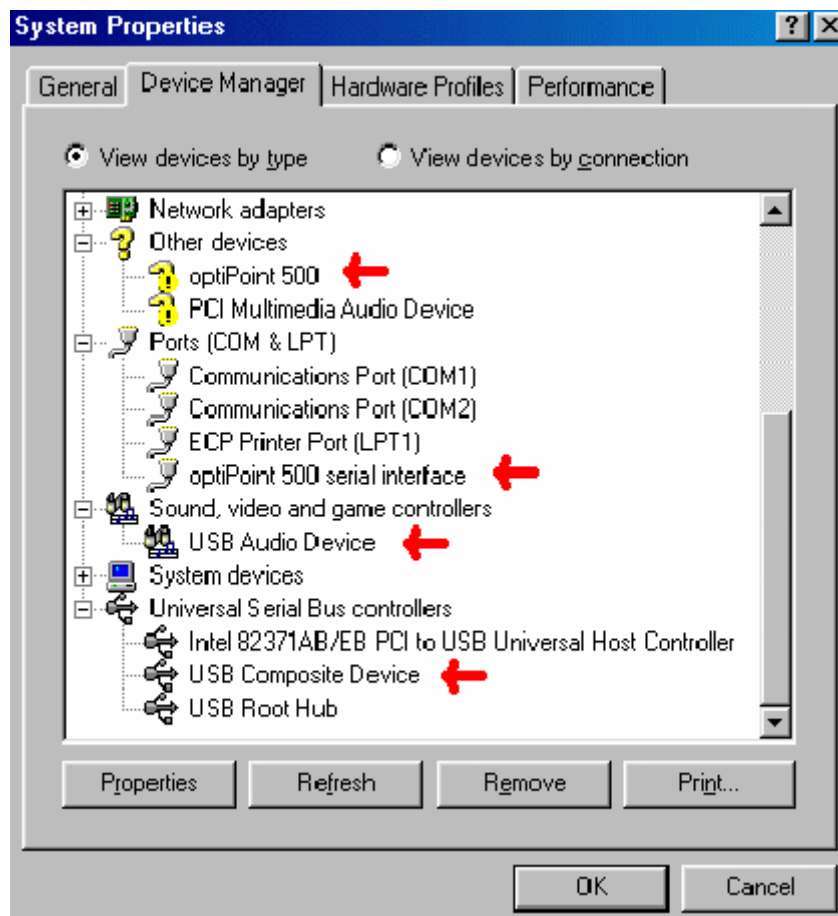 System Properties
General Device Manager Hardware Profiles Performance
View devices by type View devices by connection
Network adapters
Other devices
optiPoint 500
PCI Multimedia Audio Device
Ports (COM & LPT)
Communications Port (COM1)
Communications Port (COM2)
ECP Printer Port (LPT1)
optiPoint 500 serial interface
Sound, video and game controllers
USB Audio Device
System devices
Universal Serial Bus controllers
Intel 82371AB/EB PCI to USB Universal Host Controller
USB Composite Device
USB Root Hub
Properties Refresh Remove Print...
OK Cancel